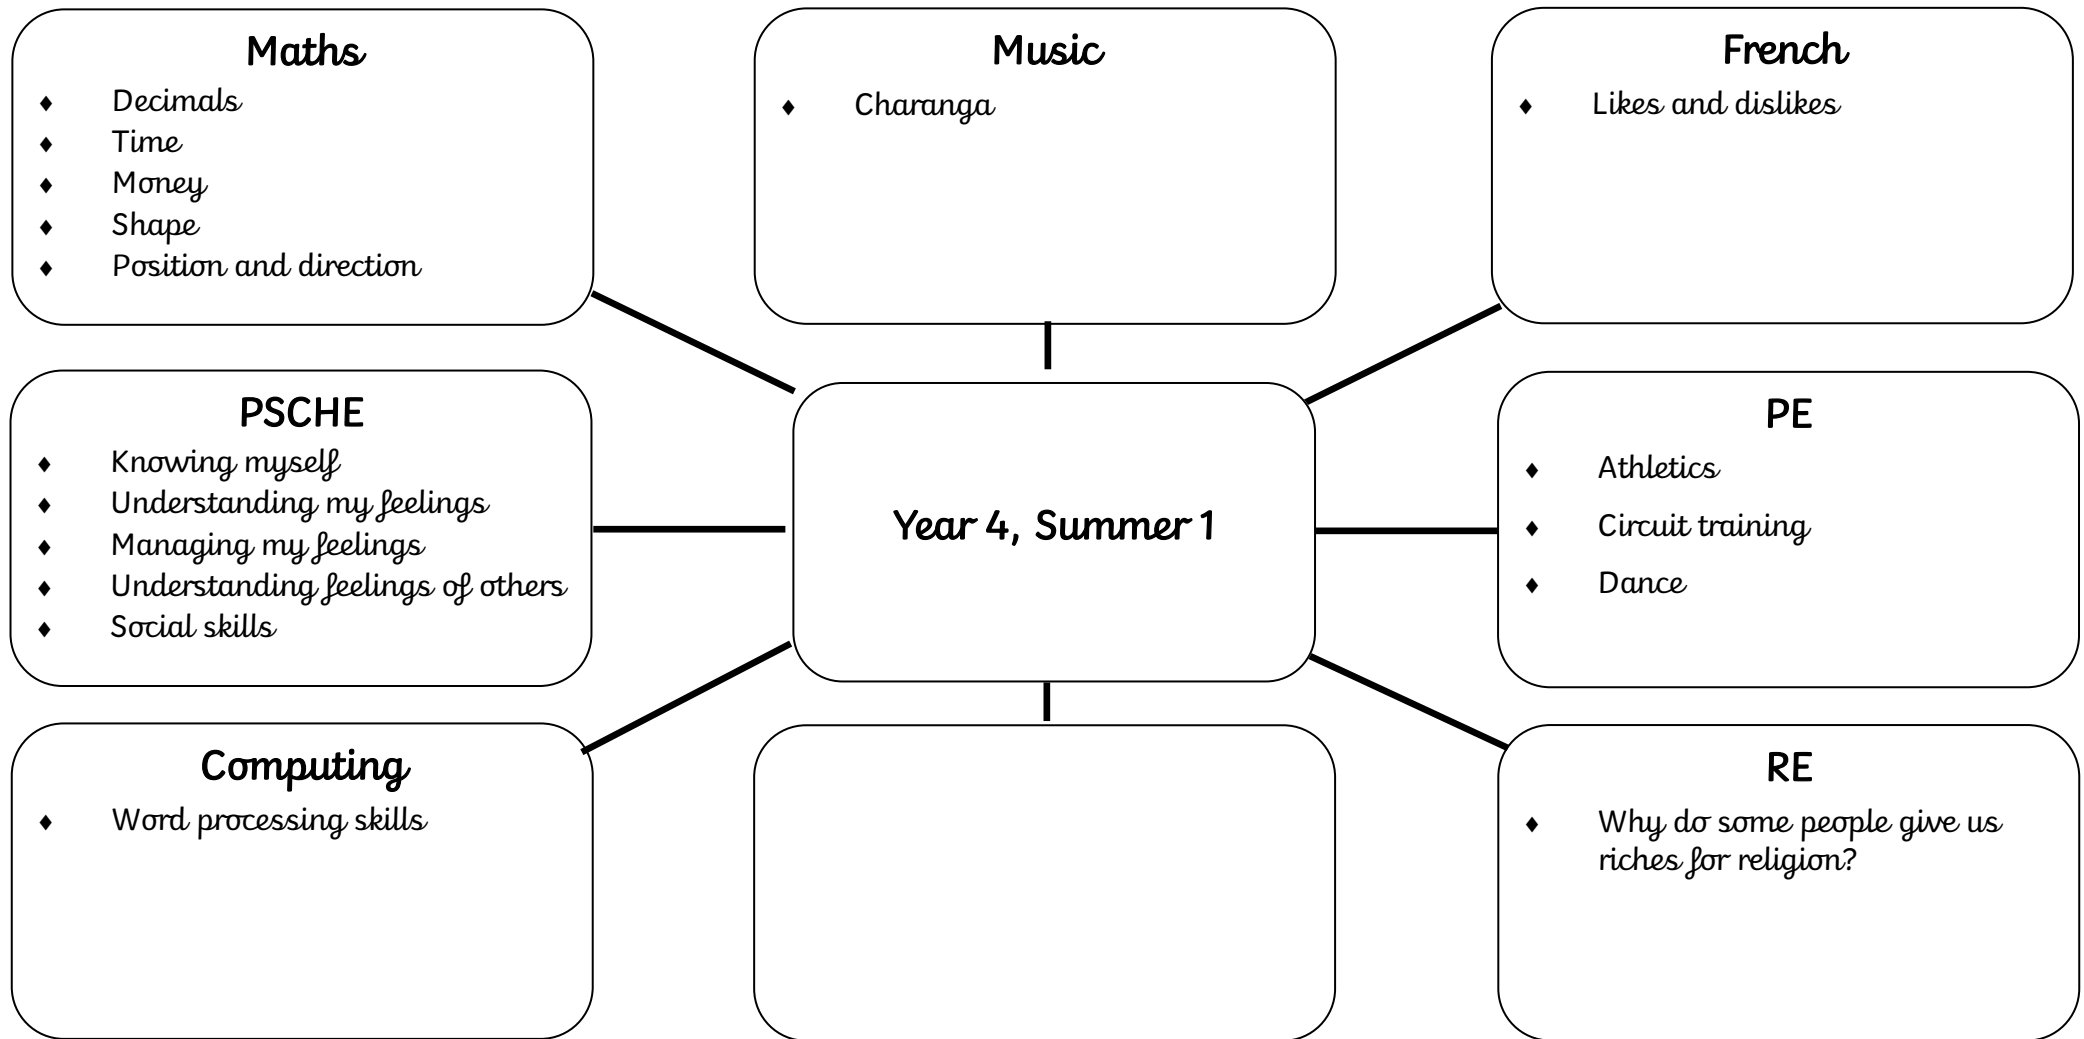 Maths
♦ Decimals
♦ Time
♦ Money
♦ Shape
♦ Position and direction
Music
♦ Charanga
French
♦ Likes and dislikes
PSCHE
♦ Knowing myself
♦ Understanding my feelings
♦ Managing my feelings
♦ Understanding feelings of others
♦ Social skills
Year 4, Summer 1
PE
♦ Athletics
♦ Circuit training
♦ Dance
Computing
♦ Word processing skills
RE
♦ Why do some people give us
riches for religion?